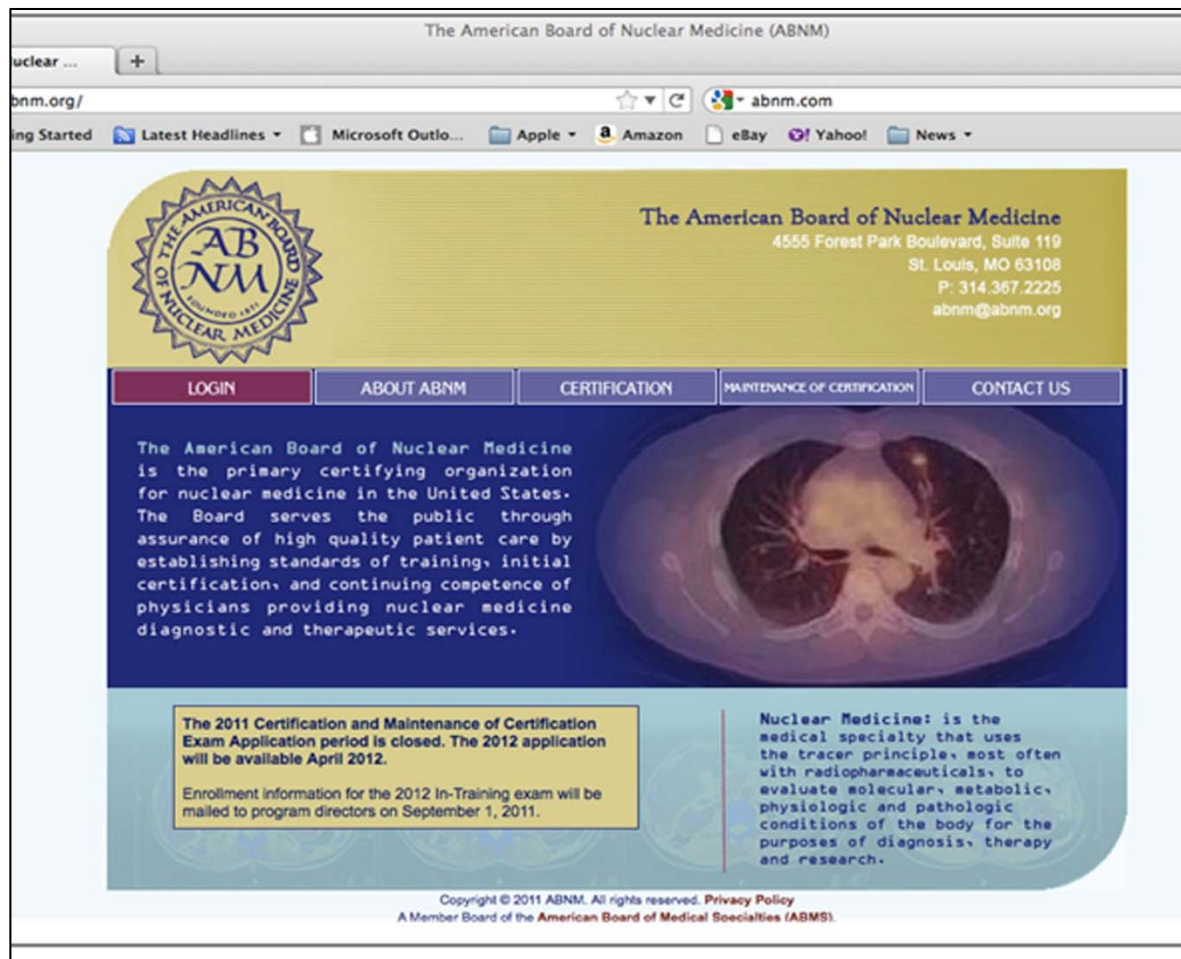 The American Board of Nuclear Medicine (ABNM)
uclear ...
+
bnm.org/
abnm.com
ing Started
Latest Headlines
Microsoft Outlo...
Apple
Amazon
eBay
Yahoo!
News
THE AMERICAN BOARD OF NUCLEAR MEDICINE
AB
NM
FOUNDED 1971
The American Board of Nuclear Medicine
4555 Forest Park Boulevard, Suite 119
St. Louis, MO 63108
P: 314.367.2225
abnm@abnm.org
LOGIN
ABOUT ABNM
CERTIFICATION
MAINTENANCE OF CERTIFICATION
CONTACT US
The American Board of Nuclear Medicine
is the primary certifying organization
for nuclear medicine in the United States.
The Board serves the public through
assurance of high quality patient care by
establishing standards of training, initial
certification, and continuing competence of
physicians providing nuclear medicine
diagnostic and therapeutic services.
The 2011 Certification and Maintenance of Certification
Exam Application period is closed. The 2012 application
will be available April 2012.
Enrollment information for the 2012 In-Training exam will be
mailed to program directors on September 1, 2011.
Nuclear Medicine: is the
medical specialty that uses
the tracer principle, most often
with radiopharmaceuticals, to
evaluate molecular, metabolic,
physiologic and pathologic
conditions of the body for the
purposes of diagnosis, therapy
and research.
Copyright © 2011 ABNM. All rights reserved. Privacy Policy
A Member Board of the American Board of Medical Specialties (ABMS).